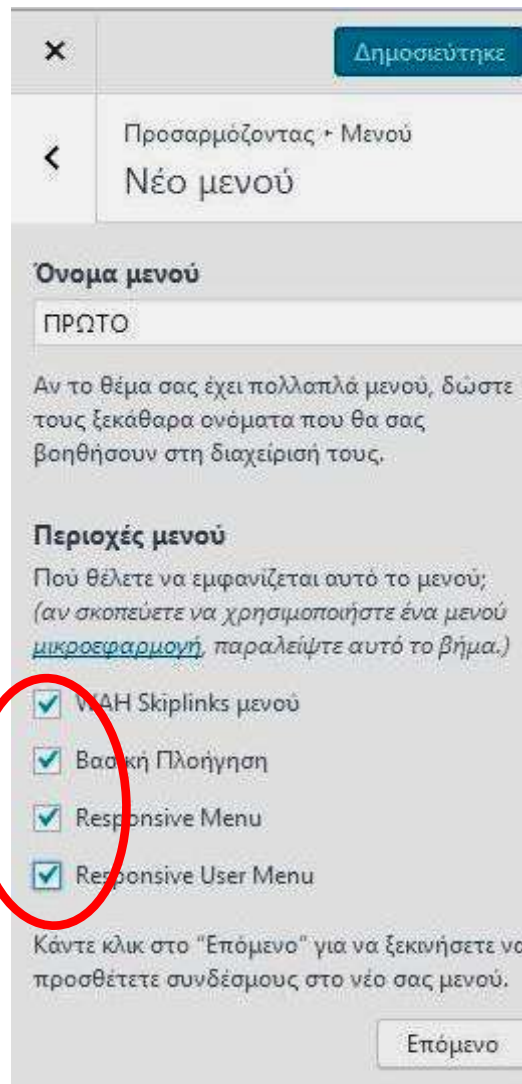 Δημοσιεύτηκε
Προσαρμόζοντας ‣ Μενού
Νέο μενού
Όνομα μενού
ΠΡΩΤΟ
Αν το θέμα σας έχει πολλαπλά μενού, δώστε
τους ξεκάθαρα ονόματα που θα σας
βοηθήσουν στη διαχείρισή τους.
Περιοχές μενού
Πού θέλετε να εμφανίζεται αυτό το μενού;
(αν σκοπεύετε να χρησιμοποιήστε ένα μενού
μικροεφαρμογή, παραλείψτε αυτό το βήμα.)
WAH Skiplinks μενού
Βασική Πλοήγηση
Responsive Menu
Responsive User Menu
Κάντε κλικ στο "Επόμενο" για να ξεκινήσετε να
προσθέτετε συνδέσμους στο νέο σας μενού.
Επόμενο